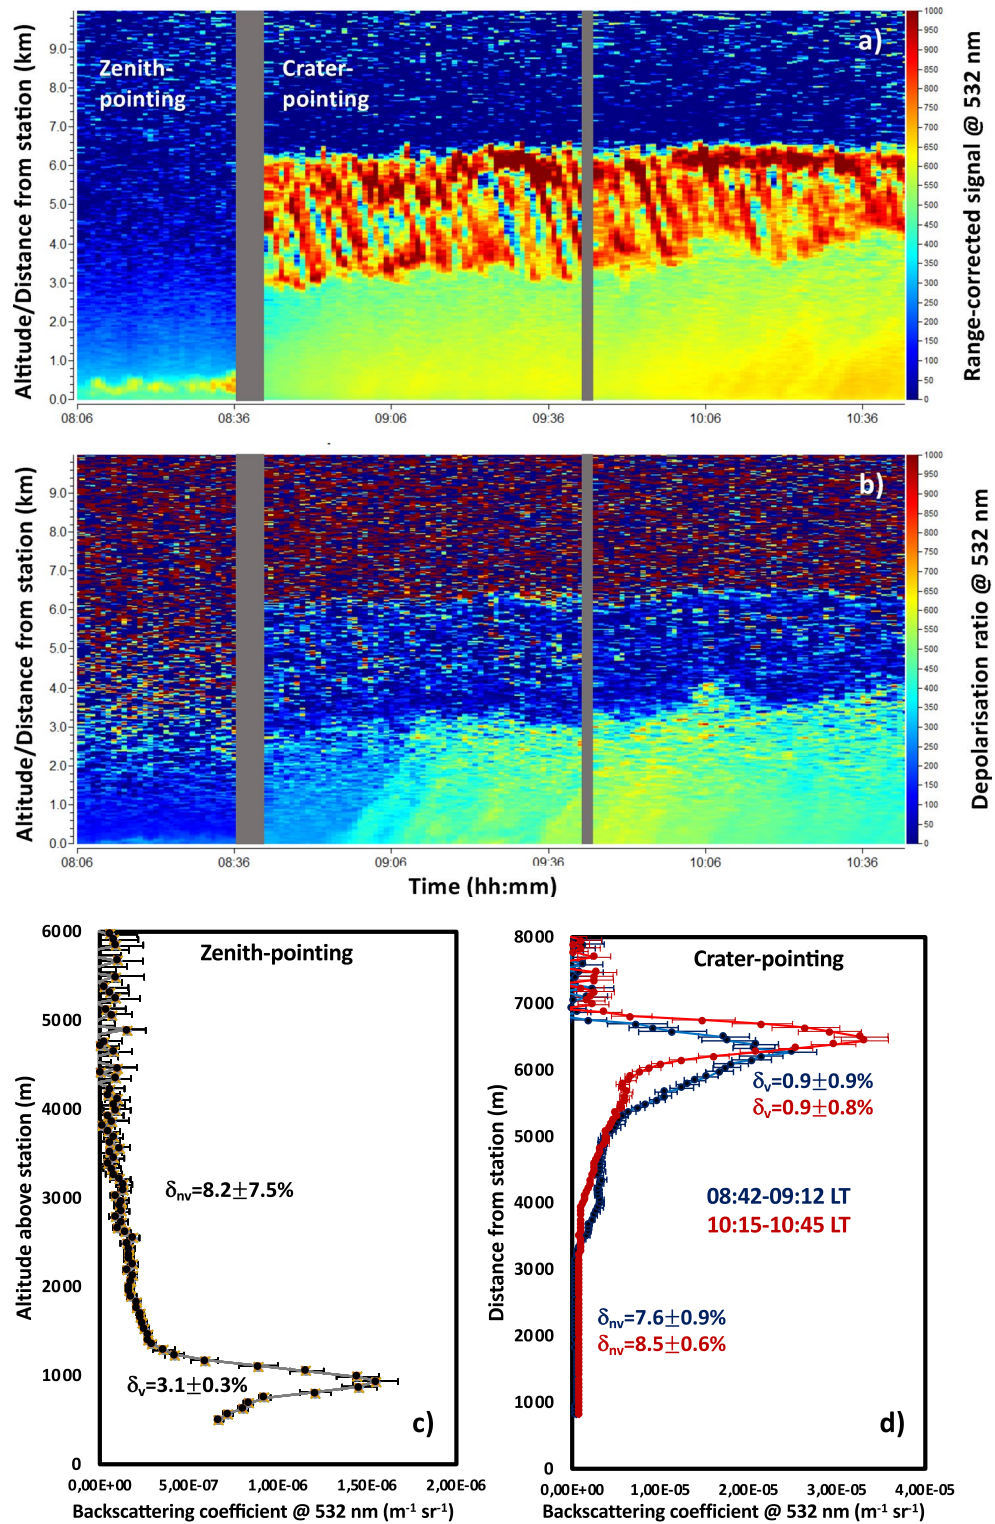 a)
Zenith-
pointing
Crater-
pointing
Altitude/Distance from station (km)
9.0
8.0
7.0
6.0
5.0
4.0
3.0
2.0
1.0
0.0
08:06
08:36
09:06
09:36
10:06
10:36
1000
950
900
850
800
750
700
650
600
550
500
450
400
350
300
250
200
150
100
50
0
Range-corrected signal @ 532 nm
b)
Altitude/Distance from station (km)
9.0
8.0
7.0
6.0
5.0
4.0
3.0
2.0
1.0
0.0
08:06
08:36
09:06
09:36
10:06
10:36
Time (hh:mm)
1000
950
900
850
800
750
700
650
600
550
500
450
400
350
300
250
200
150
100
50
0
Depolarisation ratio @ 532 nm
Zenith-pointing
Altitude above station (m)
6000
5000
4000
3000
2000
1000
0
δnv=8.2±7.5%
δv=3.1±0.3%
c)
0,00E+00
5,00E-07
1,00E-06
1,50E-06
2,00E-06
Backscattering coefficient @ 532 nm (m⁻¹ sr⁻¹)
Crater-pointing
Distance from station (m)
8000
7000
6000
5000
4000
3000
2000
1000
0
δv=0.9±0.9%
δv=0.9±0.8%
08:42-09:12 LT
10:15-10:45 LT
δnv=7.6±0.9%
δnv=8.5±0.6%
d)
0,00E+00
1,00E-05
2,00E-05
3,00E-05
4,00E-05
Backscattering coefficient @ 532 nm (m⁻¹ sr⁻¹)